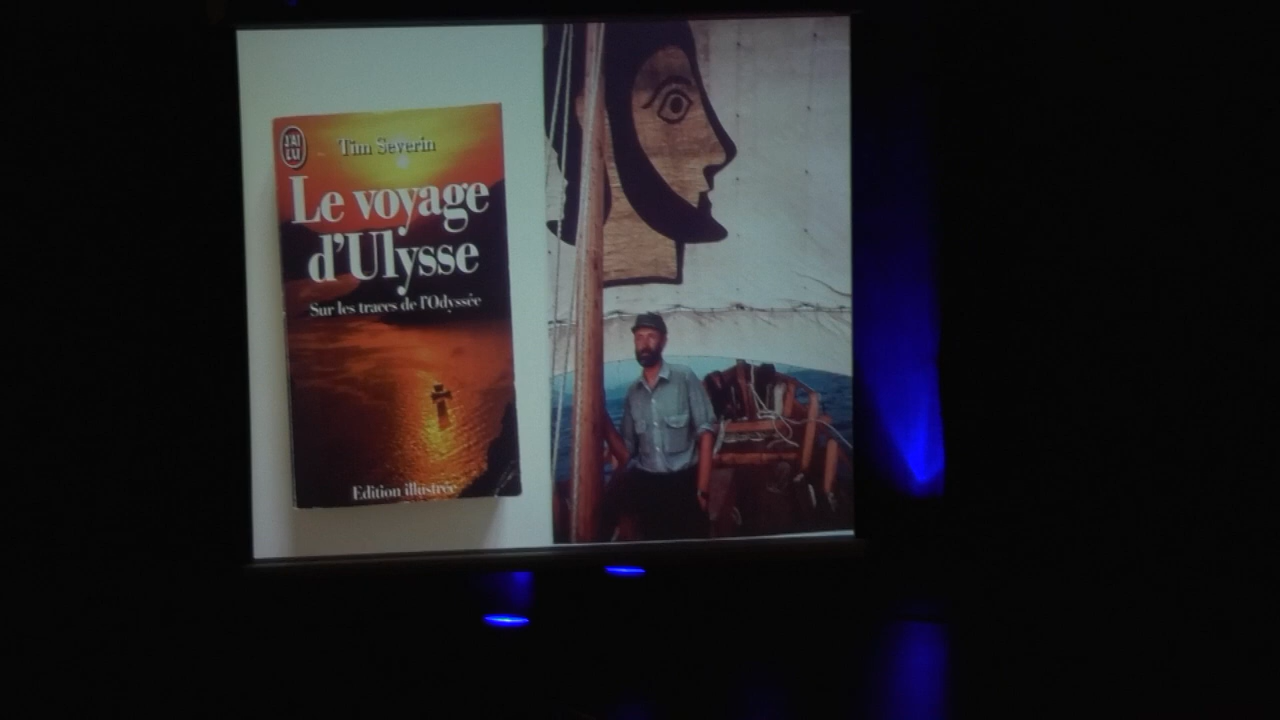 J'AI
LU
Tim Severin
Le voyage
d'Ulysse
Sur les traces de l'Odyssée
Edition illustrée